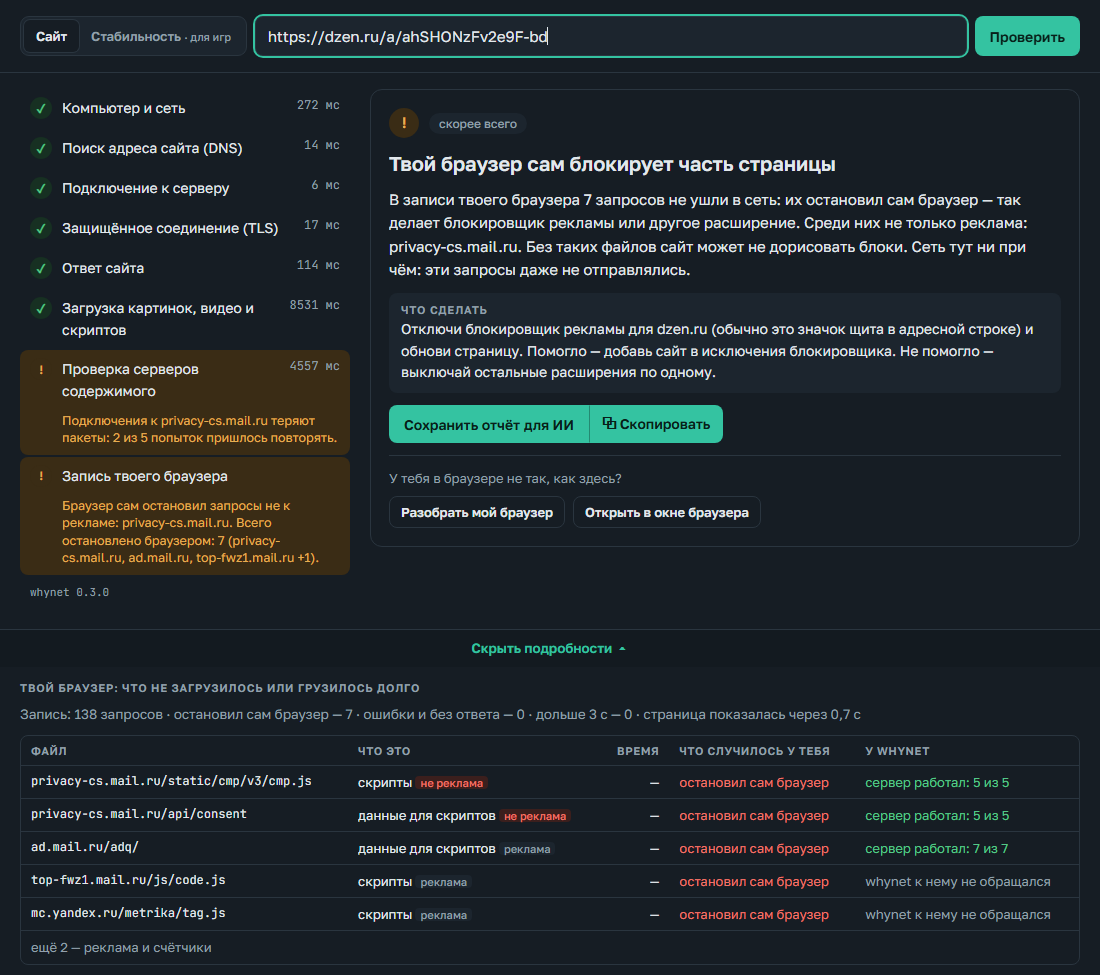 Сайт
Стабильность · для игр
https://dzen.ru/a/ahSHONzFv2e9F-bd
Проверить
Компьютер и сеть 272 мс
Поиск адреса сайта (DNS) 14 мс
Подключение к серверу 6 мс
Защищённое соединение (TLS) 17 мс
Ответ сайта 114 мс
Загрузка картинок, видео и 8531 мс
скриптов
! Проверка серверов 4557 мс
содержимого
Подключения к privacy-cs.mail.ru теряют
пакеты: 2 из 5 попыток пришлось повторять.
! Запись твоего браузера
Браузер сам остановил запросы не к
рекламе: privacy-cs.mail.ru. Всего
остановлено браузером: 7 (privacy-
cs.mail.ru, ad.mail.ru, top-fwz1.mail.ru +1).
whynet 0.3.0
! скорее всего
Твой браузер сам блокирует часть страницы
В записи твоего браузера 7 запросов не ушли в сеть: их остановил сам браузер — так
делает блокировщик рекламы или другое расширение. Среди них не только реклама:
privacy-cs.mail.ru. Без таких файлов сайт может не дорисовать блоки. Сеть тут ни при
чём: эти запросы даже не отправлялись.
ЧТО СДЕЛАТЬ
Отключи блокировщик рекламы для dzen.ru (обычно это значок щита в адресной строке) и
обнови страницу. Помогло — добавь сайт в исключения блокировщика. Не помогло —
выключай остальные расширения по одному.
Сохранить отчёт для ИИ
Скопировать
У тебя в браузере не так, как здесь?
Разобрать мой браузер
Открыть в окне браузера
Скрыть подробности
ТВОЙ БРАУЗЕР: ЧТО НЕ ЗАГРУЗИЛОСЬ ИЛИ ГРУЗИЛОСЬ ДОЛГО
Запись: 138 запросов · остановил сам браузер — 7 · ошибки и без ответа — 0 · дольше 3 с — 0 · страница показалась через 0,7 с
ФАЙЛ ЧТО ЭТО ВРЕМЯ ЧТО СЛУЧИЛОСЬ У ТЕБЯ У WHYNET
privacy-cs.mail.ru/static/cmp/v3/cmp.js скрипты не реклама — остановил сам браузер сервер работал: 5 из 5
privacy-cs.mail.ru/api/consent данные для скриптов не реклама — остановил сам браузер сервер работал: 5 из 5
ad.mail.ru/adq/ данные для скриптов реклама — остановил сам браузер сервер работал: 7 из 7
top-fwz1.mail.ru/js/code.js скрипты реклама — остановил сам браузер whynet к нему не обращался
mc.yandex.ru/metrika/tag.js скрипты реклама — остановил сам браузер whynet к нему не обращался
ещё 2 — реклама и счётчики